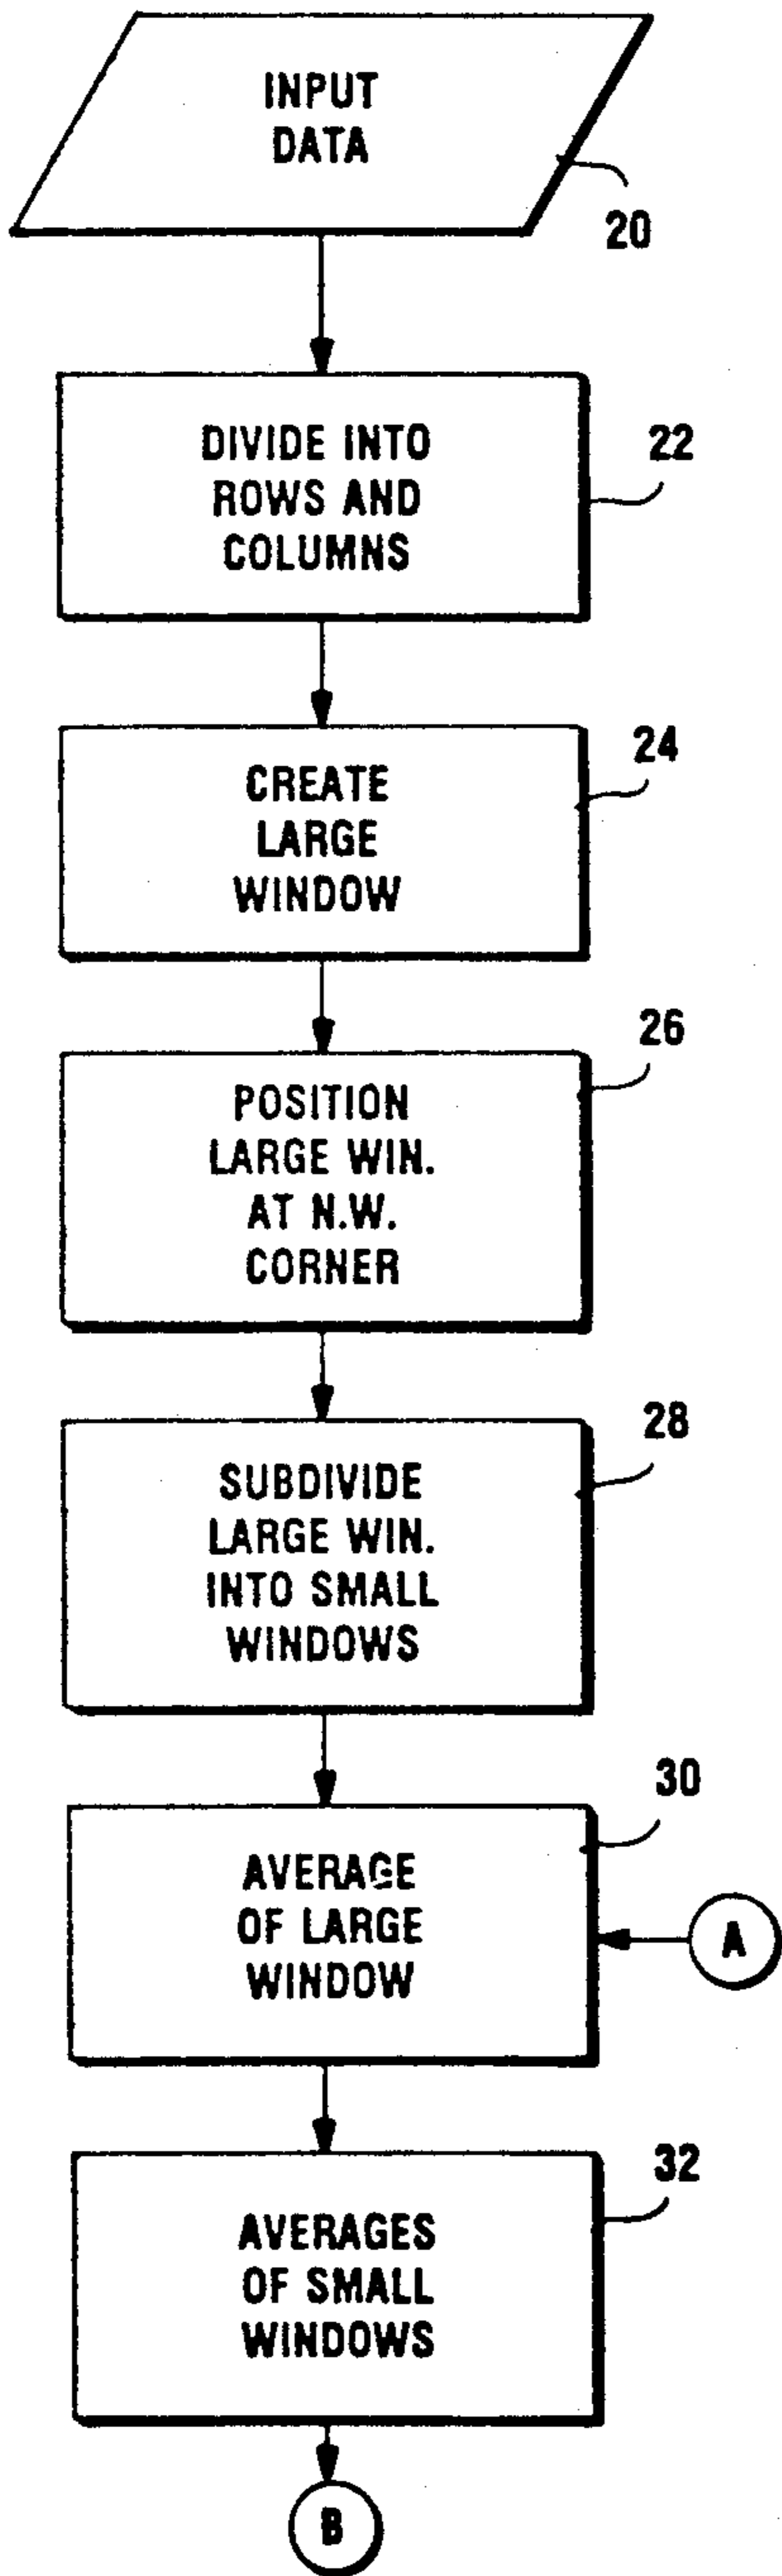 INPUT
DATA
20
DIVIDE INTO
ROWS AND
COLUMNS
22
CREATE
LARGE
WINDOW
24
POSITION
LARGE WIN.
AT N.W.
CORNER
26
SUBDIVIDE
LARGE WIN.
INTO SMALL
WINDOWS
28
AVERAGE
OF LARGE
WINDOW
30
A
AVERAGES
OF SMALL
WINDOWS
32
B